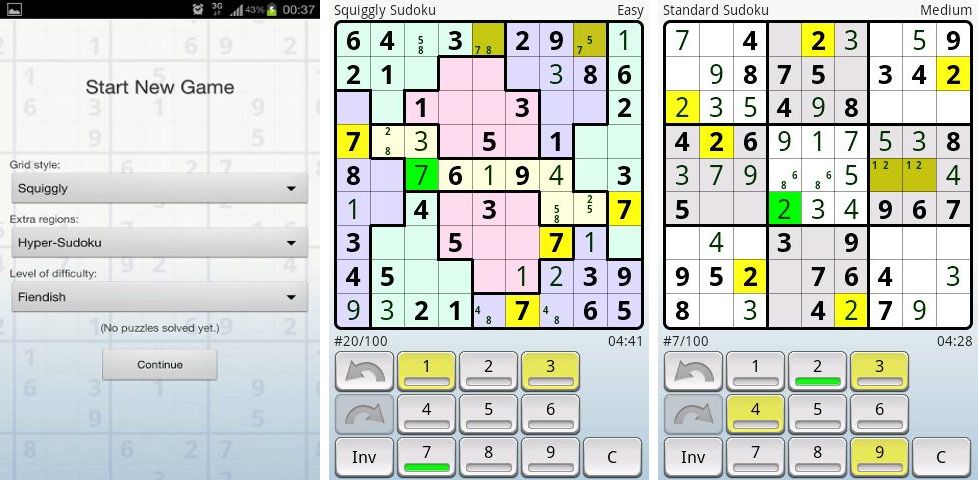 3G 43% 00:37
Start New Game
Grid style:
Squiggly
Extra regions:
Hyper-Sudoku
Level of difficulty:
Fiendish
(No puzzles solved yet.)
Continue
Squiggly Sudoku Easy
6 4 5 8 3 7 8 2 9 5 7 1
2 1 3 8 6
1 3 2
7 2 8 3 5 1
8 7 6 1 9 4 3
1 4 3 5 8 2 5 7
3 5 7 1
4 5 1 2 3 9
9 3 2 1 4 8 7 4 8 6 5
#20/100 04:41
1 2 3
4 5 6
Inv 7 8 9 C
Standard Sudoku Medium
7 4 2 3 5 9
9 8 7 5 3 4 2
2 3 5 4 9 8
4 2 6 9 1 7 5 3 8
3 7 9 6 8 6 8 5 1 2 1 2 4
5 2 3 4 9 6 7
4 3 9
9 5 2 7 6 4 3
8 3 4 2 7 9
#7/100 04:28
1 2 3
4 5 6
Inv 7 8 9 C